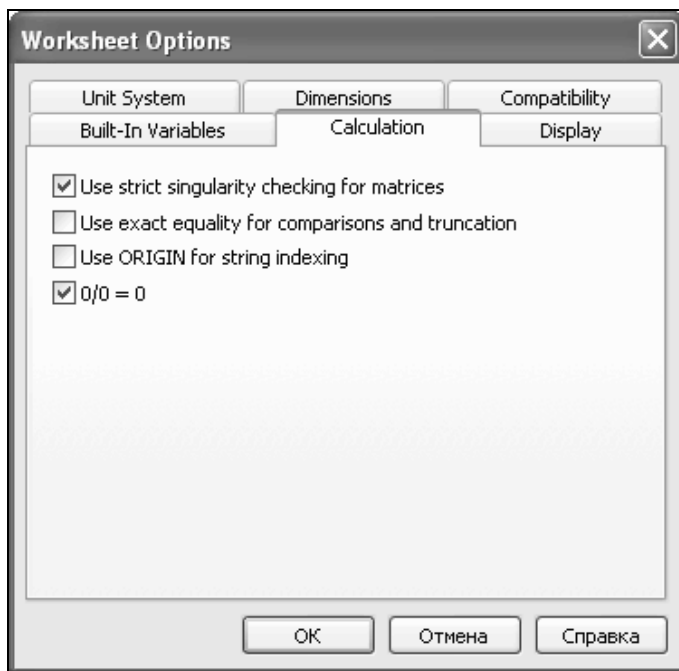 Worksheet Options
Unit System Dimensions Compatibility
Built-In Variables Calculation Display
Use strict singularity checking for matrices
Use exact equality for comparisons and truncation
Use ORIGIN for string indexing
0/0 = 0
ОК Отмена Справка